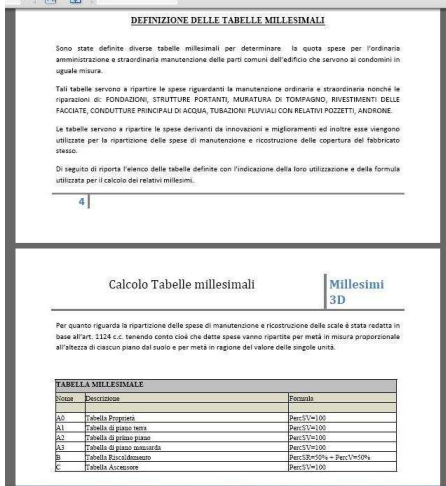 DEFINIZIONE DELLE TABELLE MILLESIMALI
Sono state definite diverse tabelle millesimali per determinare la quota spese per l'ordinaria
amministrazione e straordinaria manutenzione delle parti comuni dell'edificio che servono ai condomini in
uguale misura.
Tali tabelle servono a ripartire le spese riguardanti la manutenzione ordinaria e straordinaria nonché le
riparazioni di: FONDAZIONI, STRUTTURE PORTANTI, MURATURA DI TOMPAGNO, RIVESTIMENTI DELLE
FACCIATE, CONDUTTURE PRINCIPALI DI ACQUA, TUBAZIONI PLUVIALI CON RELATIVI POZZETTI, ANDRONE.
Le tabelle servono a ripartire le spese derivanti da innovazioni e miglioramenti ed inoltre esse vengono
utilizzate per la ripartizione delle spese di manutenzione e ricostruzione delle copertura del fabbricato
stesso.
Di seguito di riporta l'elenco delle tabelle definite con l'indicazione della loro utilizzazione e della formula
utilizzata per il calcolo dei relativi millesimi.
4
Calcolo Tabelle millesimali Millesimi
3D
Per quanto riguarda la ripartizione delle spese di manutenzione e ricostruzione delle scale è stata redatta in
base all'art. 1124 c.c. tenendo conto cioè che dette spese vanno ripartite per metà in misura proporzionale
all'altezza di ciascun piano dal suolo e per metà in ragione del valore delle singole unità.
TABELLA MILLESIMALE
Nome Descrizione Formula
A0 Tabella Proprietà PercSV=100
A1 Tabella di piano terra PercSV=100
A2 Tabella di primo piano PercSV=100
A3 Tabella di piano mansarda PercSV=100
B Tabella Riscaldamento PercSR=50% + PercV=50%
C Tabella Ascensore PercSV=100